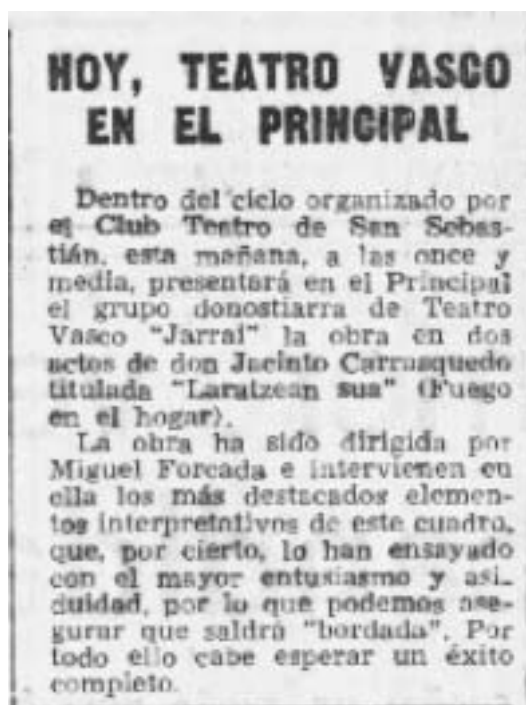 HOY, TEATRO VASCO
EN EL PRINCIPAL
Dentro del ciclo organizado por
el Club Teatro de San Sebas-
tián, esta mañana, a las once y
media, presentará en el Principal
el grupo donostiarra de Teatro
Vasco "Jarrai" la obra en dos
actos de don Jacinto Carrasquedo
titulada "Laratzean sua" (Fuego
en el hogar).
La obra ha sido dirigida por
Miguel Forcada e intervienen en
ella los más destacados elemen-
tos interpretativos de este cuadro,
que, por cierto, lo han ensayado
con el mayor entusiasmo y asi-
duidad, por lo que podemos ase-
gurar que saldrá "bordada". Por
todo ello cabe esperar un éxito
completo.